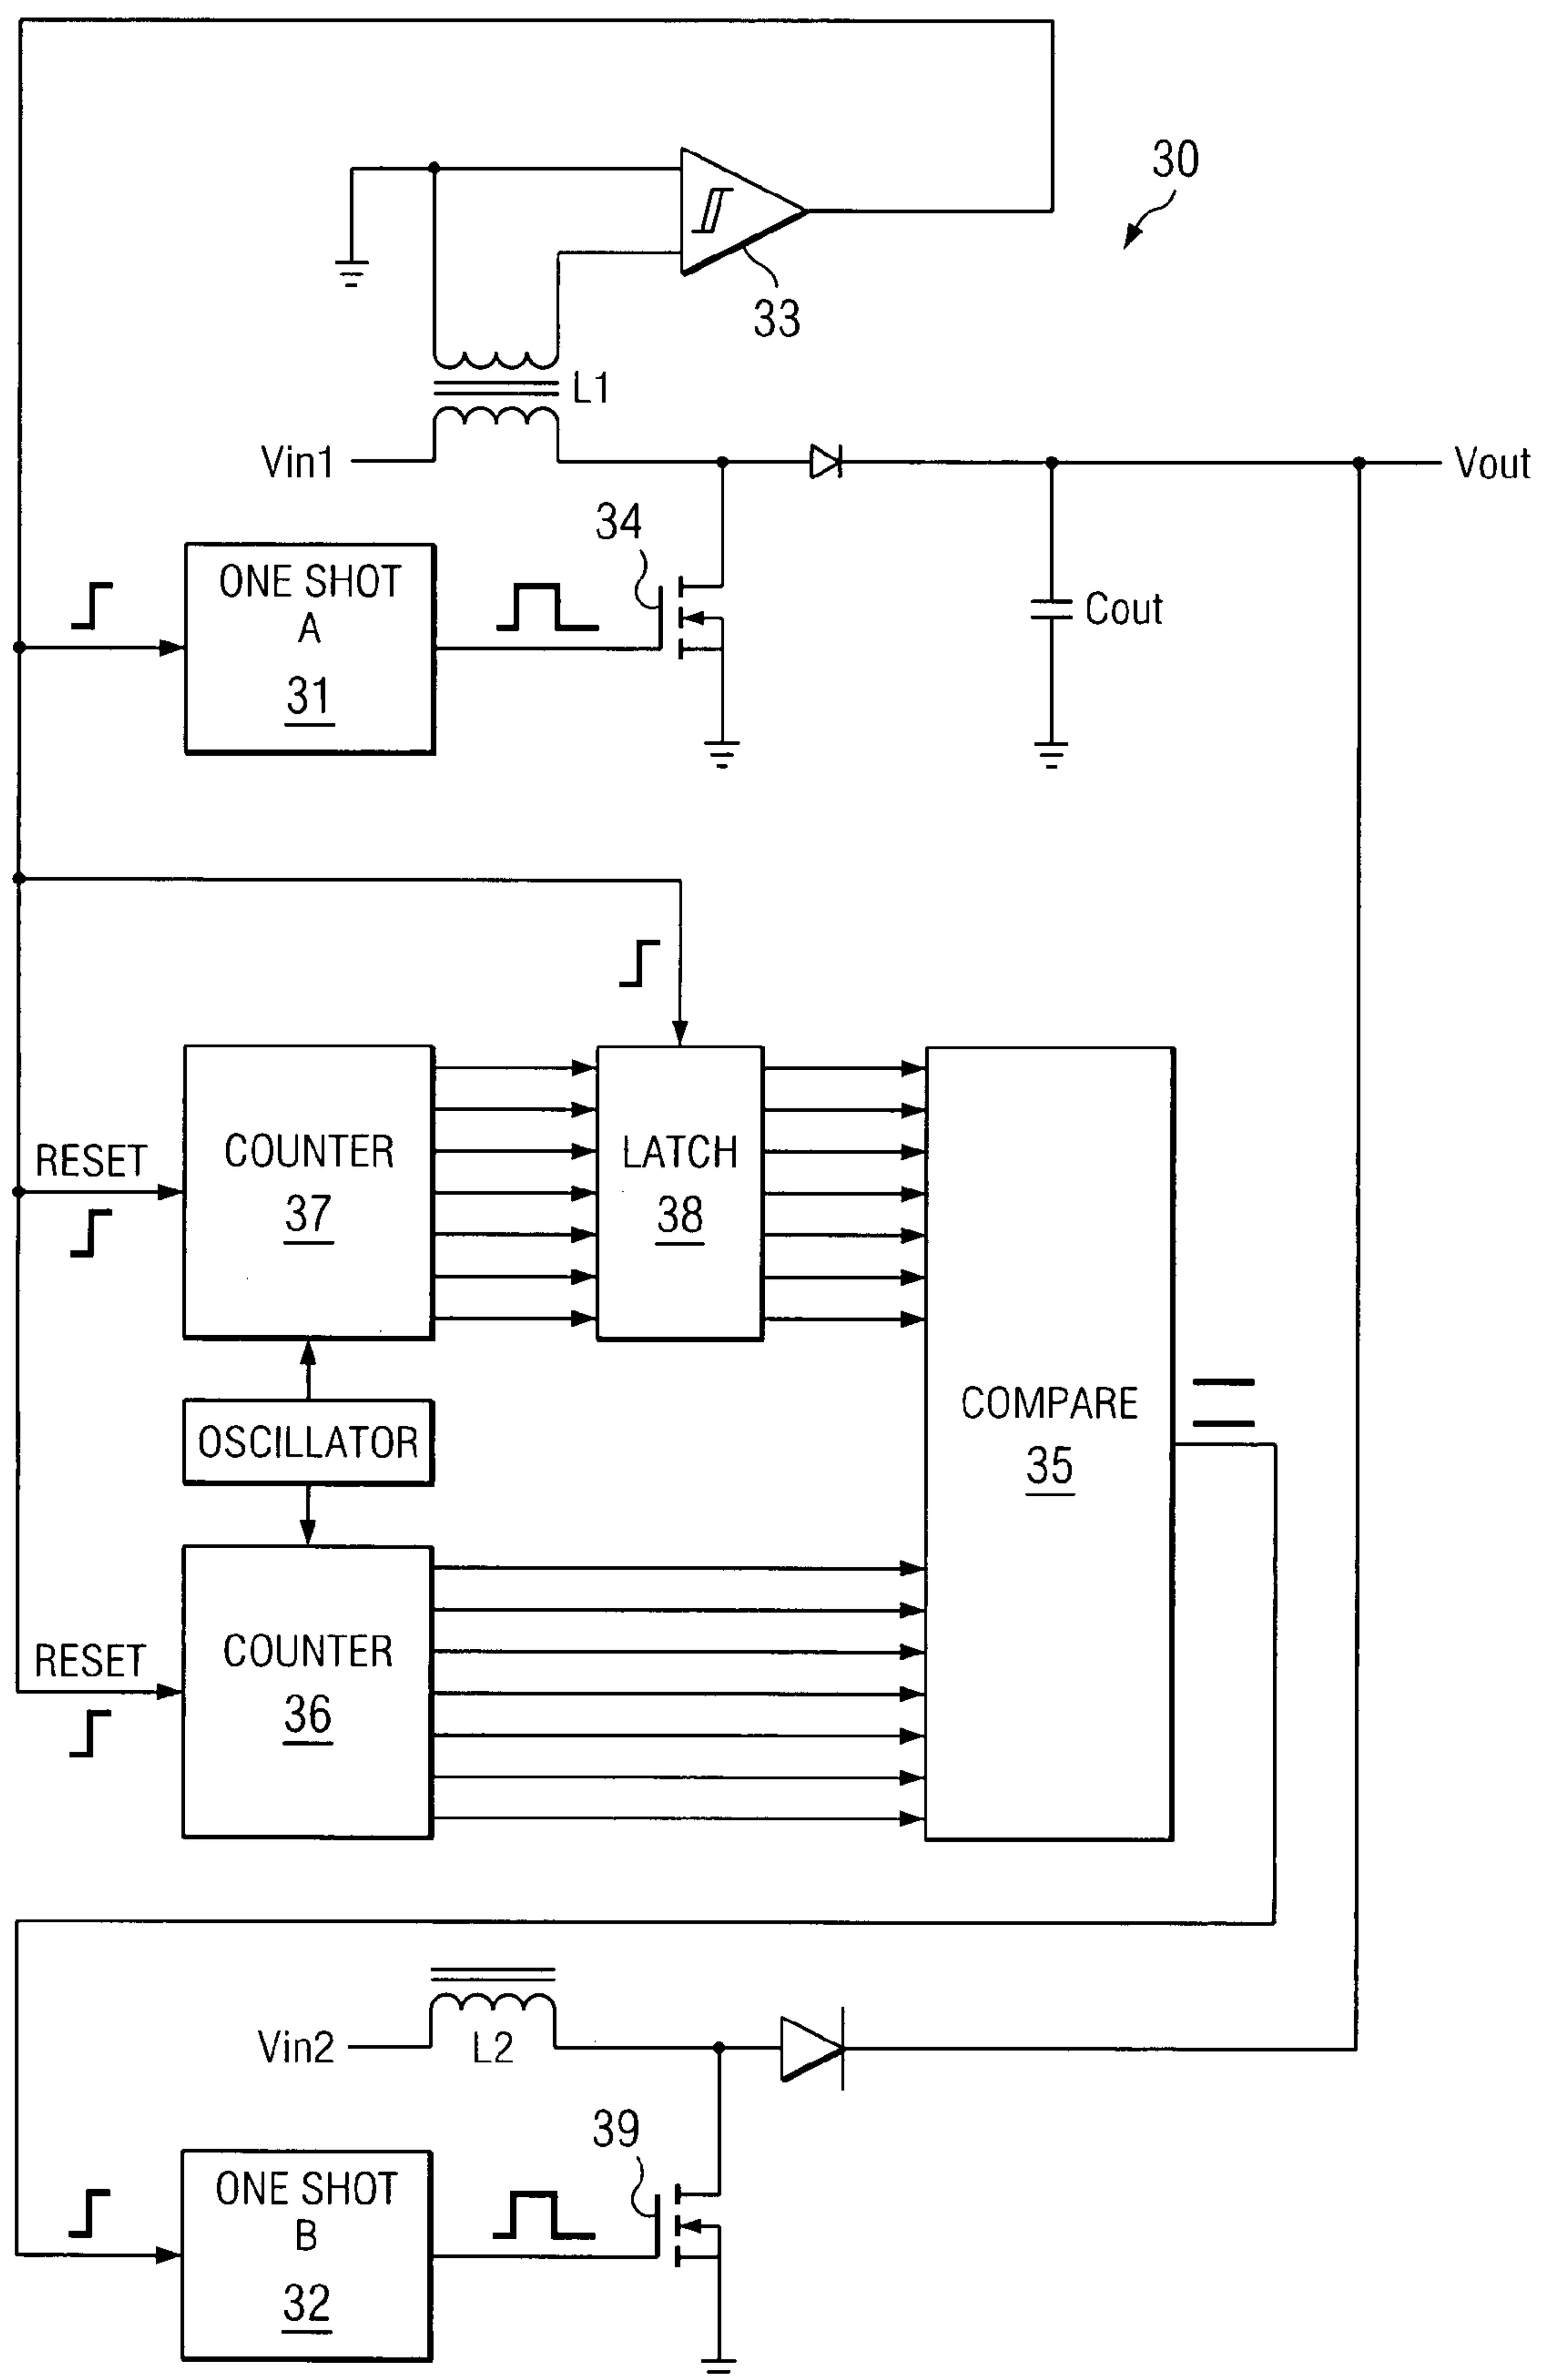 30
33
L1
Vin1
Vout
34
ONE SHOT
A
31
Cout
RESET
COUNTER
37
LATCH
38
OSCILLATOR
COMPARE
35
RESET
COUNTER
36
Vin2
L2
39
ONE SHOT
B
32